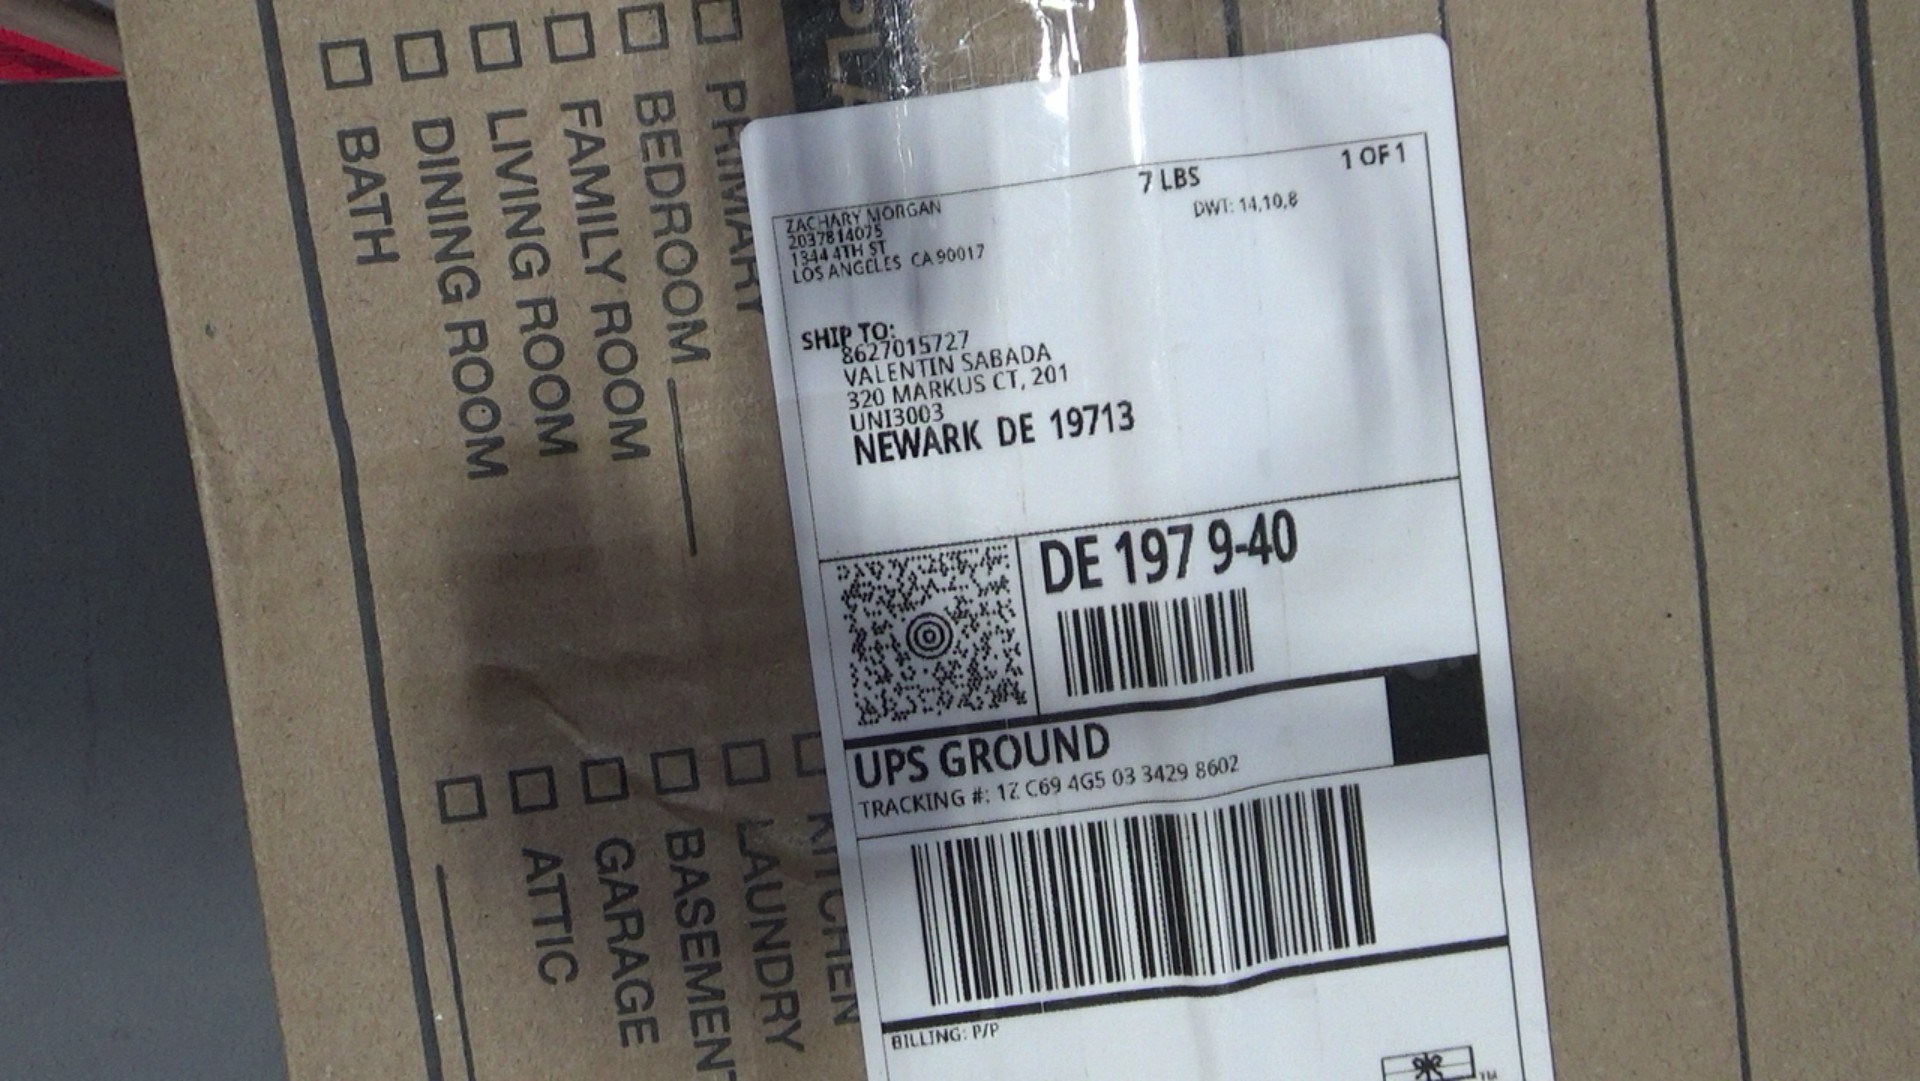 PRIMARY
BEDROOM
FAMILY ROOM
LIVING ROOM
DINING ROOM
BATH
KITCHEN
LAUNDRY
BASEMENT
GARAGE
ATTIC
7 LBS
1 OF 1
DWT: 14,10,8
ZACHARY MORGAN
2037814075
1344 4TH ST
LOS ANGELES CA 90017
SHIP TO:
8627015727
VALENTIN SABADA
320 MARKUS CT, 201
UNI3003
NEWARK DE 19713
DE 197 9-40
UPS GROUND
TRACKING #: 1Z C69 4G5 03 3429 8602
BILLING: P/P
TM